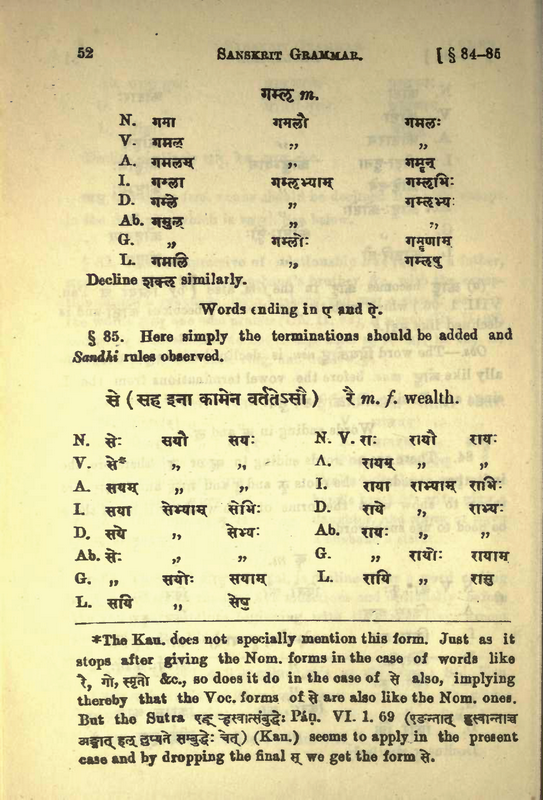 52 SANSKRIT GRAMMAR. [ § 84–85
गम्लृ m.
N. गमा गमलौ गमलः
V. गमल् ,, ,,
A. गमलम् ,, गमॄन्
I. गम्ला गम्लृभ्याम् गम्लृभिः
D. गम्ले ,, गम्लृभ्यः
Ab. गमुल् ,, ,,
G. ,, गम्लोः गमॄणाम्
L. गमलि ,, गम्लृषु
Decline शक्लृ similarly.
Words ending in ए and ऐ.
§ 85. Here simply the terminations should be added and
Sandhi rules observed.
से ( सह इना कामेन वर्ततेऽसौ ) रै m. f. wealth.
N. सेः सयौ सयः N. V. राः रायौ रायः
V. से* ,, ,, A. रायम् ,, ,,
A. सयम् ,, ,, I. राया राभ्याम् राभिः
I. सया सेभ्याम् सेभिः D. राये ,, राभ्यः
D. सये ,, सेभ्यः Ab. रायः ,, ,,
Ab. सेः ,, ,, G. ,, रायोः रायाम्
G. ,, सयोः सयाम् L. रायि ,, रासु
L. सयि ,, सेषु
*The Kau. does not specially mention this form. Just as it
stops after giving the Nom. forms in the case of words like
रै, गो, स्मृतो &c., so does it do in the case of से also, implying
thereby that the Voc. forms of से are also like the Nom. ones.
But the Sutra एङ् ह्रस्वात्संबुद्धेः Páṇ. VI. 1. 69 (एङन्तात् ह्रस्वान्ताच्च
अङ्गात् हल् लुप्यते सम्बुद्धेः चेत्) (Kau.) seems to apply in the present
case and by dropping the final स् we get the form से.